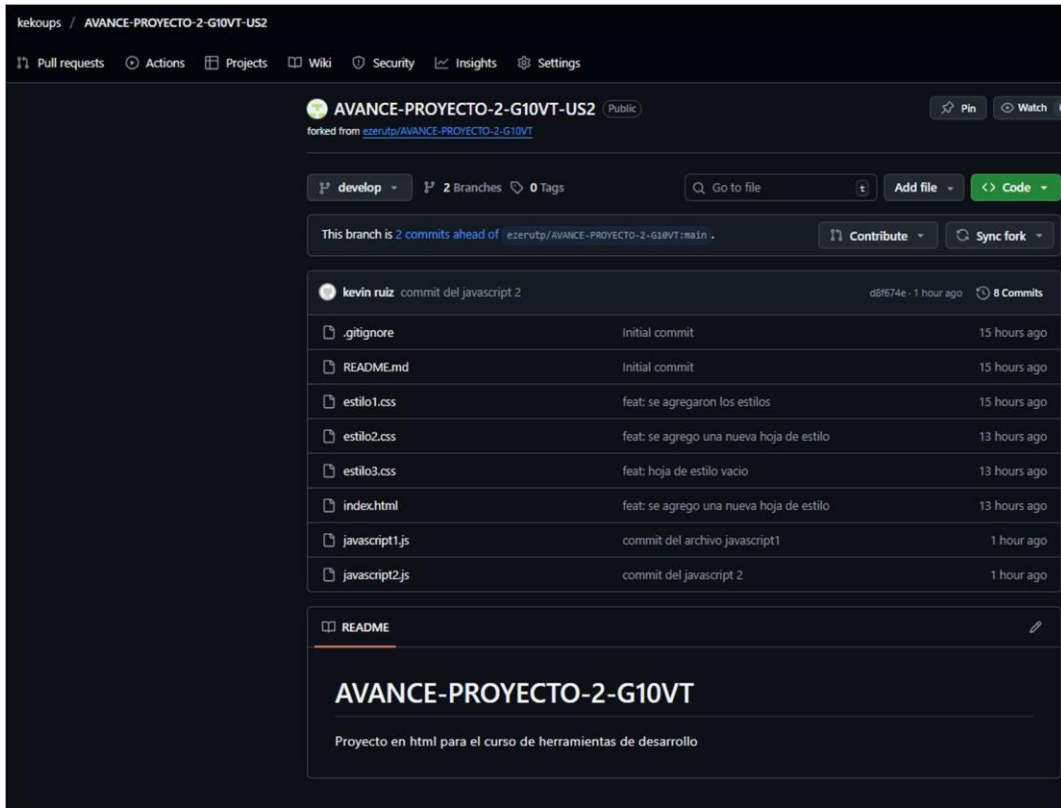 kekoups / AVANCE-PROYECTO-2-G10VT-US2
Pull requests Actions Projects Wiki Security Insights Settings
AVANCE-PROYECTO-2-G10VT-US2 Public Pin Watch
forked from ezerutp/AVANCE-PROYECTO-2-G10VT
develop 2 Branches 0 Tags Go to file t Add file <> Code
This branch is 2 commits ahead of ezerutp/AVANCE-PROYECTO-2-G10VT:main . Contribute Sync fork
kevin ruiz commit del javascript 2 d8f674e · 1 hour ago 8 Commits
.gitignore Initial commit 15 hours ago
README.md Initial commit 15 hours ago
estilo1.css feat: se agregaron los estilos 15 hours ago
estilo2.css feat: se agrego una nueva hoja de estilo 13 hours ago
estilo3.css feat: hoja de estilo vacio 13 hours ago
index.html feat: se agrego una nueva hoja de estilo 13 hours ago
javascript1.js commit del archivo javascript1 1 hour ago
javascript2.js commit del javascript 2 1 hour ago
README
AVANCE-PROYECTO-2-G10VT
Proyecto en html para el curso de herramientas de desarrollo